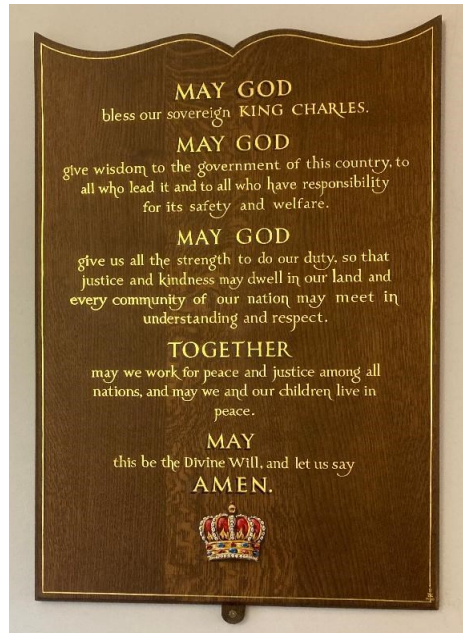 MAY GOD
bless our sovereign KING CHARLES.
MAY GOD
give wisdom to the government of this country, to
all who lead it and to all who have responsibility
for its safety and welfare.
MAY GOD
give us all the strength to do our duty, so that
justice and kindness may dwell in our land and
every community of our nation may meet in
understanding and respect.
TOGETHER
may we work for peace and justice among all
nations, and may we and our children live in
peace.
MAY
this be the Divine Will, and let us say
AMEN.